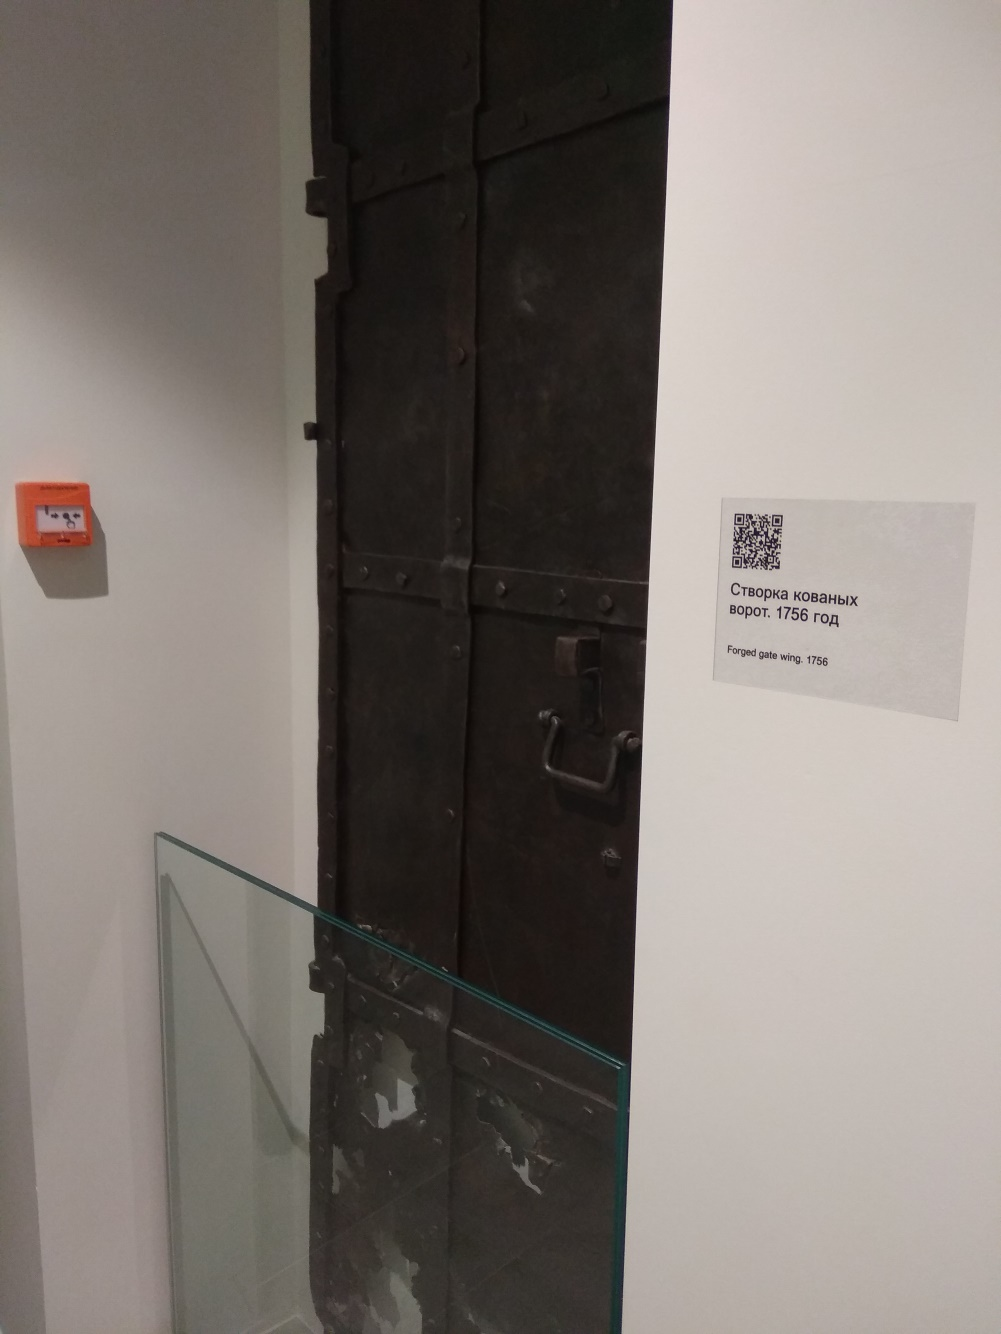 Створка кованых
ворот. 1756 год
Forged gate wing. 1756